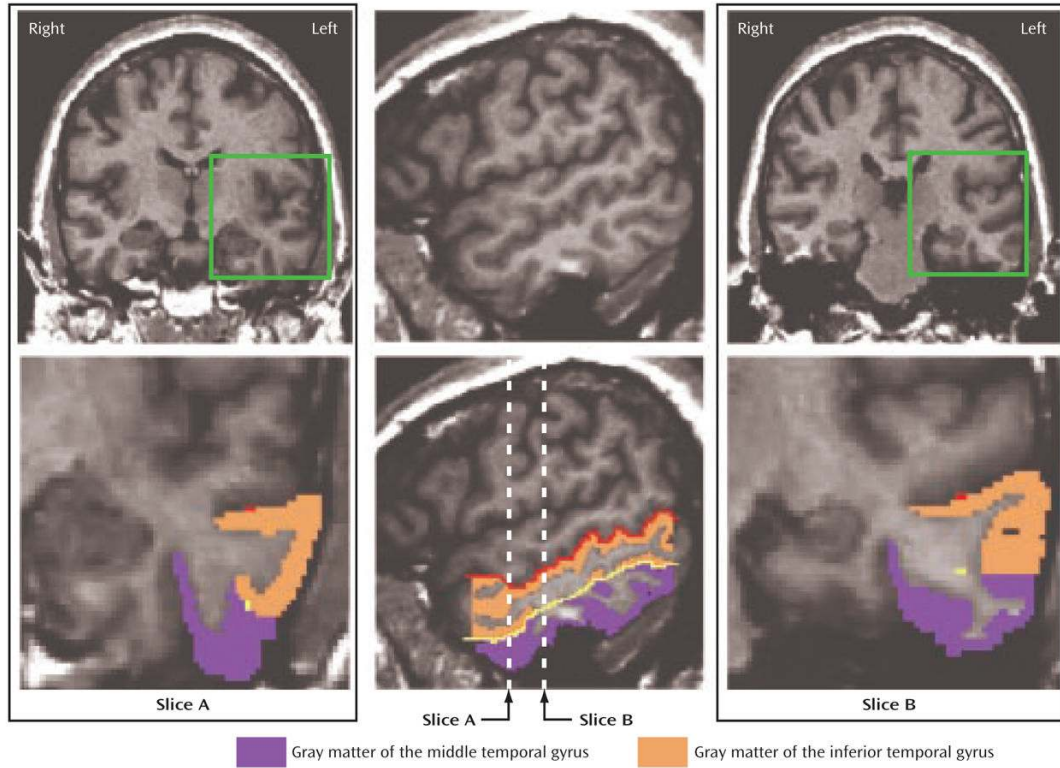 Right Left
Right Left
Slice A
Slice A
Slice B
Slice B
Gray matter of the middle temporal gyrus
Gray matter of the inferior temporal gyrus